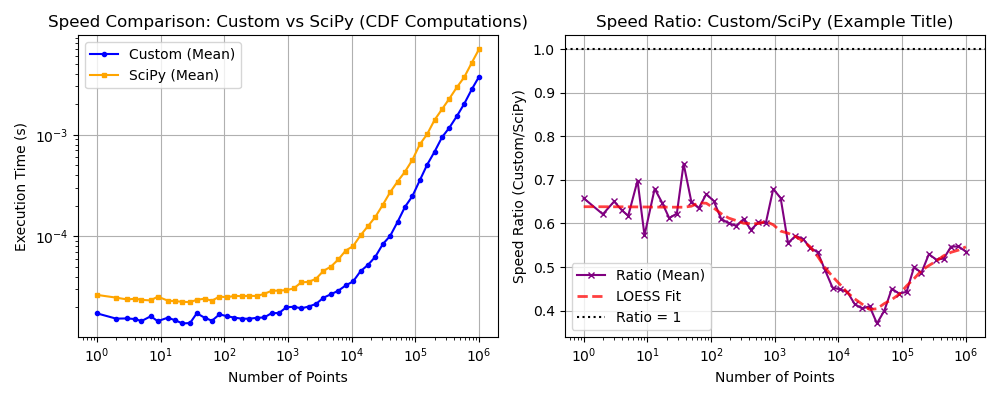 Speed Comparison: Custom vs SciPy (CDF Computations)
Execution Time (s)
10⁻³
10⁻⁴
Custom (Mean)
SciPy (Mean)
10⁰ 10¹ 10² 10³ 10⁴ 10⁵ 10⁶
Number of Points
Speed Ratio: Custom/SciPy (Example Title)
Speed Ratio (Custom/SciPy)
1.0
0.9
0.8
0.7
0.6
0.5
0.4
Ratio (Mean)
LOESS Fit
Ratio = 1
10⁰ 10¹ 10² 10³ 10⁴ 10⁵ 10⁶
Number of Points